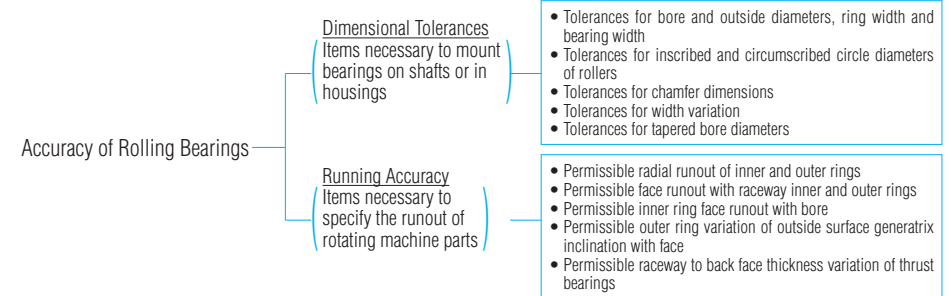 Accuracy of Rolling Bearings
Dimensional Tolerances
Items necessary to mount
bearings on shafts or in
housings
• Tolerances for bore and outside diameters, ring width and
bearing width
• Tolerances for inscribed and circumscribed circle diameters
of rollers
• Tolerances for chamfer dimensions
• Tolerances for width variation
• Tolerances for tapered bore diameters
Running Accuracy
Items necessary to
specify the runout of
rotating machine parts
• Permissible radial runout of inner and outer rings
• Permissible face runout with raceway inner and outer rings
• Permissible inner ring face runout with bore
• Permissible outer ring variation of outside surface generatrix
inclination with face
• Permissible raceway to back face thickness variation of thrust
bearings